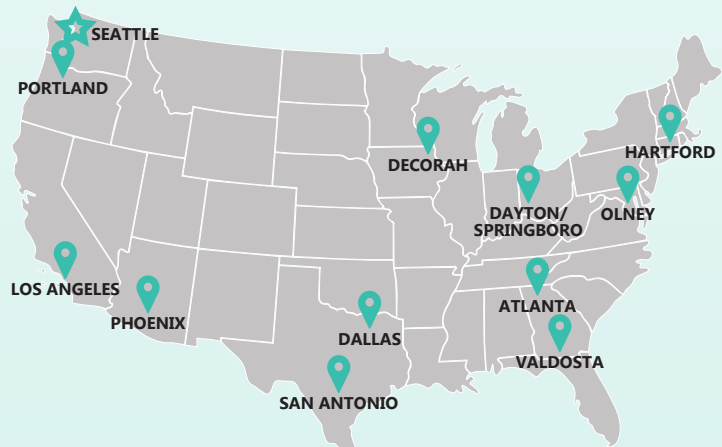 SEATTLE
PORTLAND
DECORAH
HARTFORD
DAYTON/
SPRINGBORO
OLNEY
LOS ANGELES
PHOENIX
ATLANTA
DALLAS
VALDOSTA
SAN ANTONIO